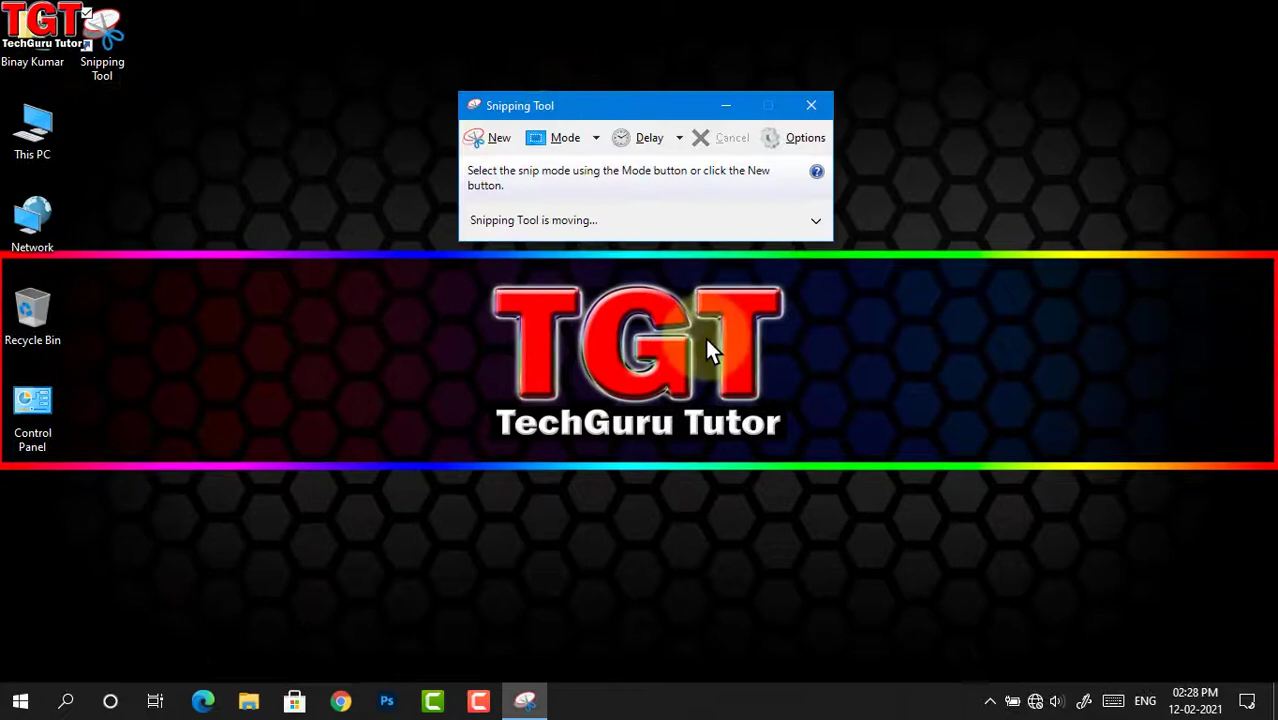 TGT
TechGuru Tutor
Binay Kumar
Snipping
Tool
This PC
Network
Recycle Bin
Control
Panel
Snipping Tool
New
Mode
Delay
Cancel
Options
Select the snip mode using the Mode button or click the New
button.
Snipping Tool is moving...
TGT
TechGuru Tutor
Ps
C
C
ENG
02:28 PM
12-02-2021